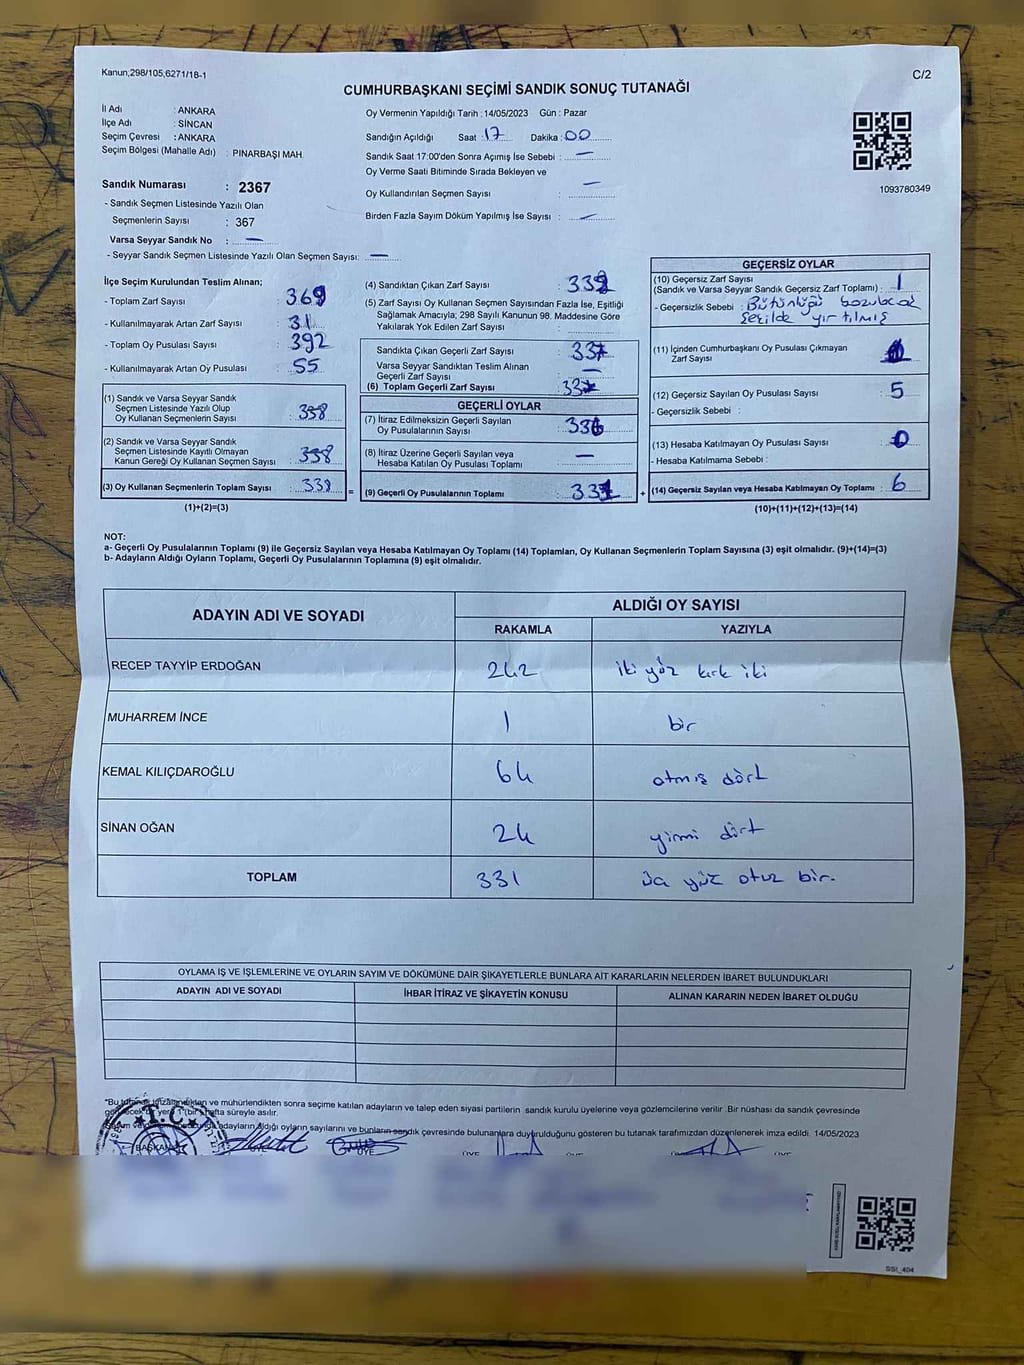 Kanun,298/105,6271/18-1
C/2
CUMHURBAŞKANI SEÇİMİ SANDIK SONUÇ TUTANAĞI
İl Adı : ANKARA
İlçe Adı : SİNCAN
Seçim Çevresi : ANKARA
Seçim Bölgesi (Mahalle Adı) : PINARBAŞI MAH.
Oy Vermenin Yapıldığı Tarih : 14/05/2023 Gün : Pazar
Sandığın Açıldığı Saat 17 Dakika : 00
Sandık Saat 17:00'den Sonra Açımış İse Sebebi : —
Oy Verme Saati Bitiminde Sırada Bekleyen ve
Oy Kullandırılan Seçmen Sayısı : —
Birden Fazla Sayım Döküm Yapılmış İse Sayısı : —
1093780349
Sandık Numarası : 2367
- Sandık Seçmen Listesinde Yazılı Olan
Seçmenlerin Sayısı : 367
Varsa Seyyar Sandık No : —
- Seyyar Sandık Seçmen Listesinde Yazılı Olan Seçmen Sayısı: —
İlçe Seçim Kurulundan Teslim Alınan;
- Toplam Zarf Sayısı : 369
- Kullanılmayarak Artan Zarf Sayısı : 31
- Toplam Oy Pusulası Sayısı : 392
- Kullanılmayarak Artan Oy Pusulası : 55
(1) Sandık ve Varsa Seyyar Sandık
Seçmen Listesinde Yazılı Olup
Oy Kullanan Seçmenlerin Sayısı : 338
(2) Sandık ve Varsa Seyyar Sandık
Seçmen Listesinde Kayıtlı Olmayan
Kanun Gereği Oy Kullanan Seçmen Sayısı : 338
(3) Oy Kullanan Seçmenlerin Toplam Sayısı : 338
(1)+(2)=(3)
(4) Sandıktan Çıkan Zarf Sayısı :
(5) Zarf Sayısı Oy Kullanan Seçmen Sayısından Fazla İse, Eşitliği
Sağlamak Amacıyla; 298 Sayılı Kanunun 98. Maddesine Göre
Yakılarak Yok Edilen Zarf Sayısı :
Sandıkta Çıkan Geçerli Zarf Sayısı :
Varsa Seyyar Sandıktan Teslim Alınan
Geçerli Zarf Sayısı : —
(6) Toplam Geçerli Zarf Sayısı :
=
GEÇERLİ OYLAR
(7) İtiraz Edilmeksizin Geçerli Sayılan
Oy Pusulalarının Sayısı :
(8) İtiraz Üzerine Geçerli Sayılan veya
Hesaba Katılan Oy Pusulası Toplamı : —
(9) Geçerli Oy Pusulalarının Toplamı :
+
GEÇERSİZ OYLAR
(10) Geçersiz Zarf Sayısı
(Sandık ve Varsa Seyyar Sandık Geçersiz Zarf Toplamı) : 1
- Geçersizlik Sebebi : Bütünlüğü bozulacak
şekilde yırtılmış
(11) İçinden Cumhurbaşkanı Oy Pusulası Çıkmayan
Zarf Sayısı :
(12) Geçersiz Sayılan Oy Pusulası Sayısı : 5
- Geçersizlik Sebebi :
(13) Hesaba Katılmayan Oy Pusulası Sayısı : 0
- Hesaba Katılmama Sebebi :
(14) Geçersiz Sayılan veya Hesaba Katılmayan Oy Toplamı : 6
(10)+(11)+(12)+(13)=(14)
NOT:
a- Geçerli Oy Pusulalarının Toplamı (9) ile Geçersiz Sayılan veya Hesaba Katılmayan Oy Toplamı (14) Toplamları, Oy Kullanan Seçmenlerin Toplam Sayısına (3) eşit olmalıdır. (9)+(14)=(3)
b- Adayların Aldığı Oyların Toplamı, Geçerli Oy Pusulalarının Toplamına (9) eşit olmalıdır.
ADAYIN ADI VE SOYADI ALDIĞI OY SAYISI
RAKAMLA YAZIYLA
RECEP TAYYİP ERDOĞAN 242 iki yüz kırk iki
MUHARREM İNCE 1 bir
KEMAL KILIÇDAROĞLU 64 atmış dört
SİNAN OĞAN 24 yirmi dört
TOPLAM 331 üç yüz otuz bir.
OYLAMA İŞ VE İŞLEMLERİNE VE OYLARIN SAYIM VE DÖKÜMÜNE DAİR ŞİKAYETLERLE BUNLARA AİT KARARLARIN NELERDEN İBARET BULUNDUKLARI
ADAYIN ADI VE SOYADI İHBAR İTİRAZ VE ŞİKAYETİN KONUSU ALINAN KARARIN NEDEN İBARET OLDUĞU
*Bu tutanak imzalandıktan ve mühürlendikten sonra seçime katılan adayların ve talep eden siyasi partilerin sandık kurulu üyelerine veya gözlemcilerine verilir. Bir nüshası da sandık çevresinde
yere 1 (bir) hafta süreyle asılır.
adayların aldığı oyların sayılarını ve bunların sandık çevresinde bulunanlara duyurulduğunu gösteren bu tutanak tarafımızdan düzenlenerek imza edildi. 14/05/2023
T.C.
BAŞKAN ÜYE ÜYE ÜYE ÜYE ÜYE ÜYE
SSI_404